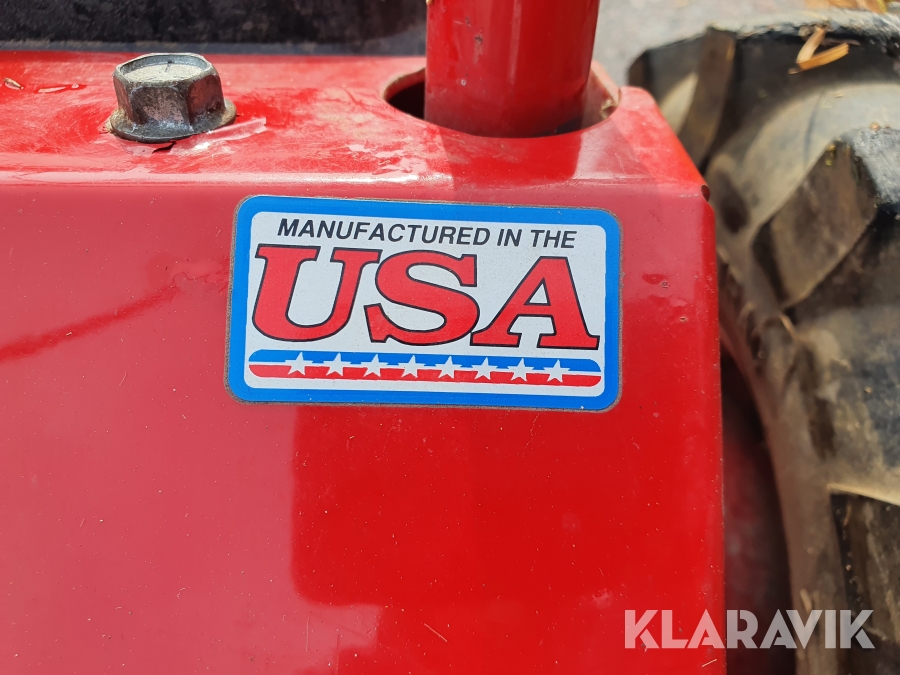 MANUFACTURED IN THE
USA
KLARAVIK